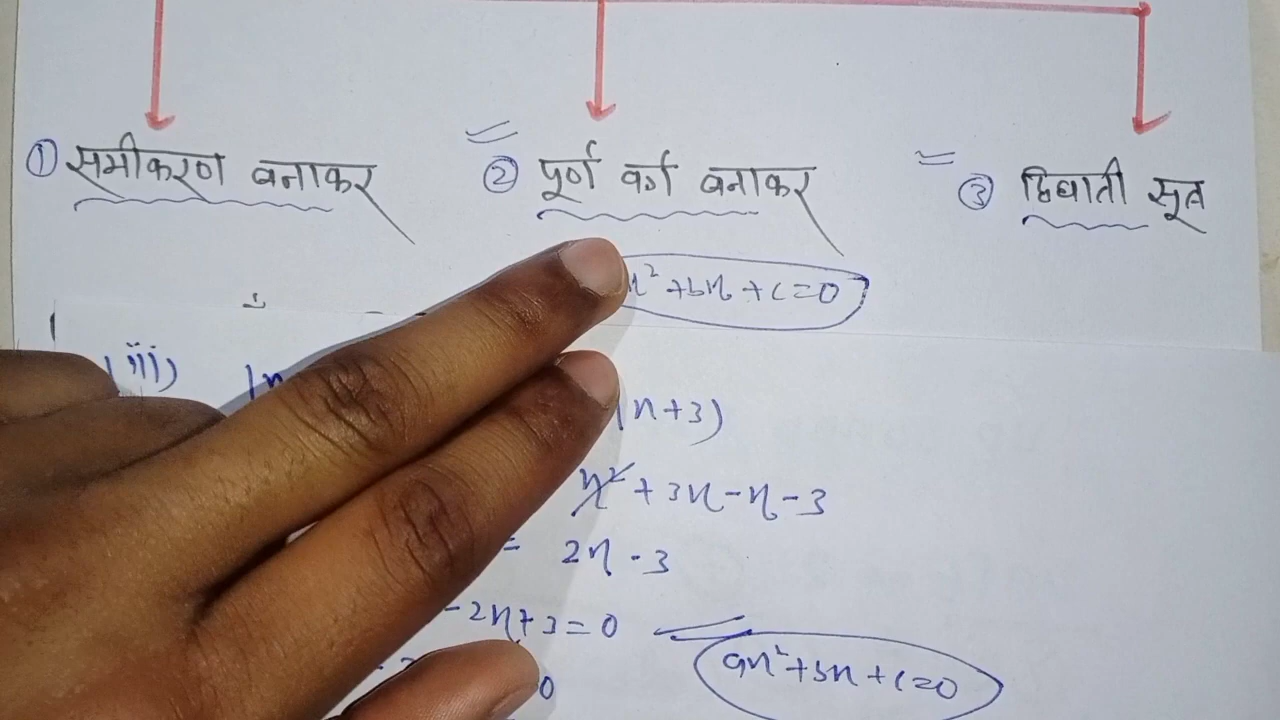 ① समीकरण बनाकर ② पूर्ण वर्ग बनाकर ③ द्विघाती सूत्र
x² + bx + c = 0
(iii)
(x + 3)
x² + 3x - x - 3
= 2x - 3
- 2x + 3 = 0
ax² + bx + c = 0
0